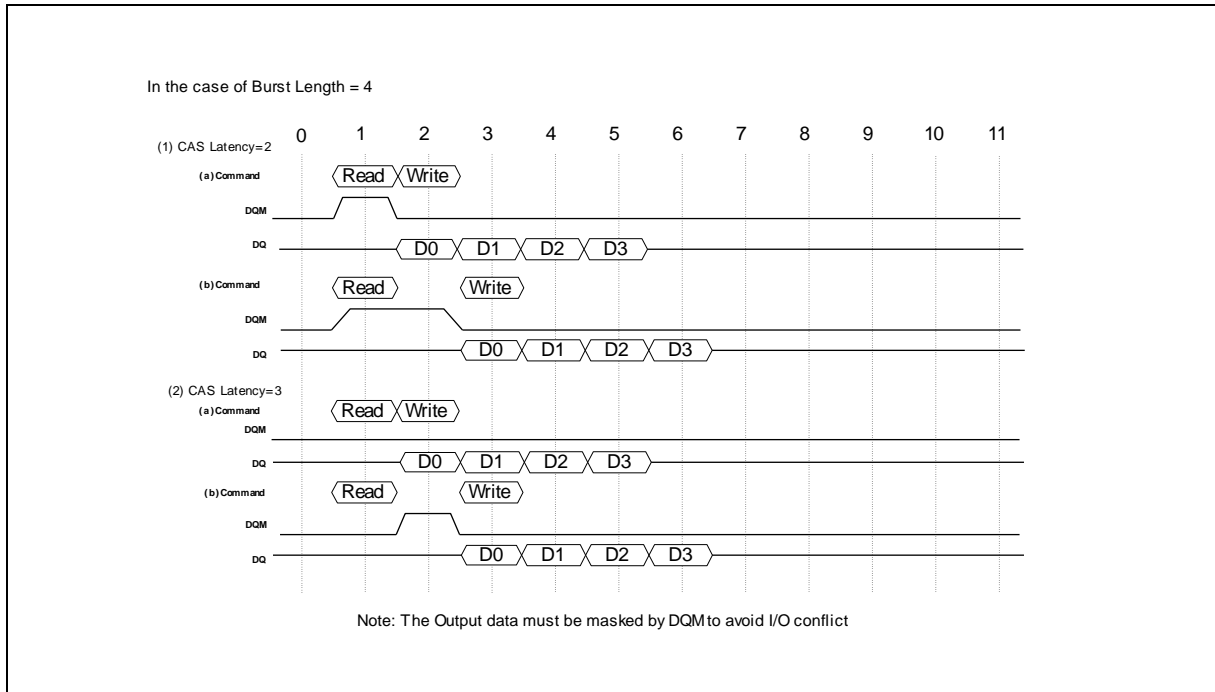 In the case of Burst Length = 4
0 1 2 3 4 5 6 7 8 9 10 11
(1) CAS Latency=2
(a) Command Read Write
DQM
DQ D0 D1 D2 D3
(b) Command Read Write
DQM
DQ D0 D1 D2 D3
(2) CAS Latency=3
(a) Command Read Write
DQM
DQ D0 D1 D2 D3
(b) Command Read Write
DQM
DQ D0 D1 D2 D3
Note: The Output data must be masked by DQM to avoid I/O conflict